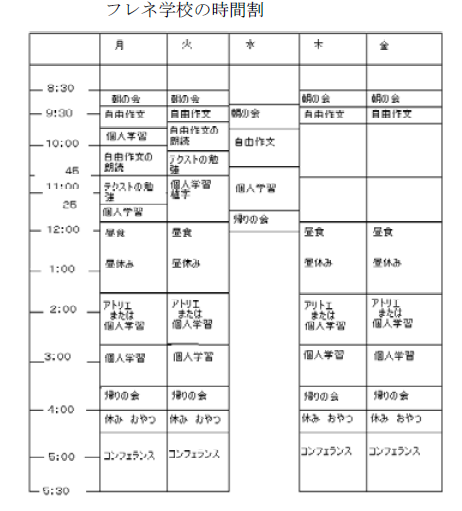 フレネ学校の時間割
月 火 水 木 金
8:30
朝の会 朝の会 朝の会 朝の会
9:30
自由作文 自由作文 朝の会 自由作文 自由作文
個人学習 自由作文の
朗読 自由作文
10:00
自由作文の
朗読 テクストの勉
強
45
11:00
テクストの勉
強 個人学習
植字 個人学習
25
個人学習 帰りの会
12:00
昼食 昼食 昼食 昼食
1:00
昼休み 昼休み 昼休み 昼休み
2:00
アトリエ アトリエ アトリエ アトリエ
または または または または
個人学習 個人学習 個人学習 個人学習
3:00
個人学習 個人学習 個人学習 個人学習
帰りの会 帰りの会 帰りの会 帰りの会
4:00
休み おやつ 休み おやつ 休み おやつ 休み おやつ
5:00
コンフェランス コンフェランス コンフェランス コンフェランス
5:30